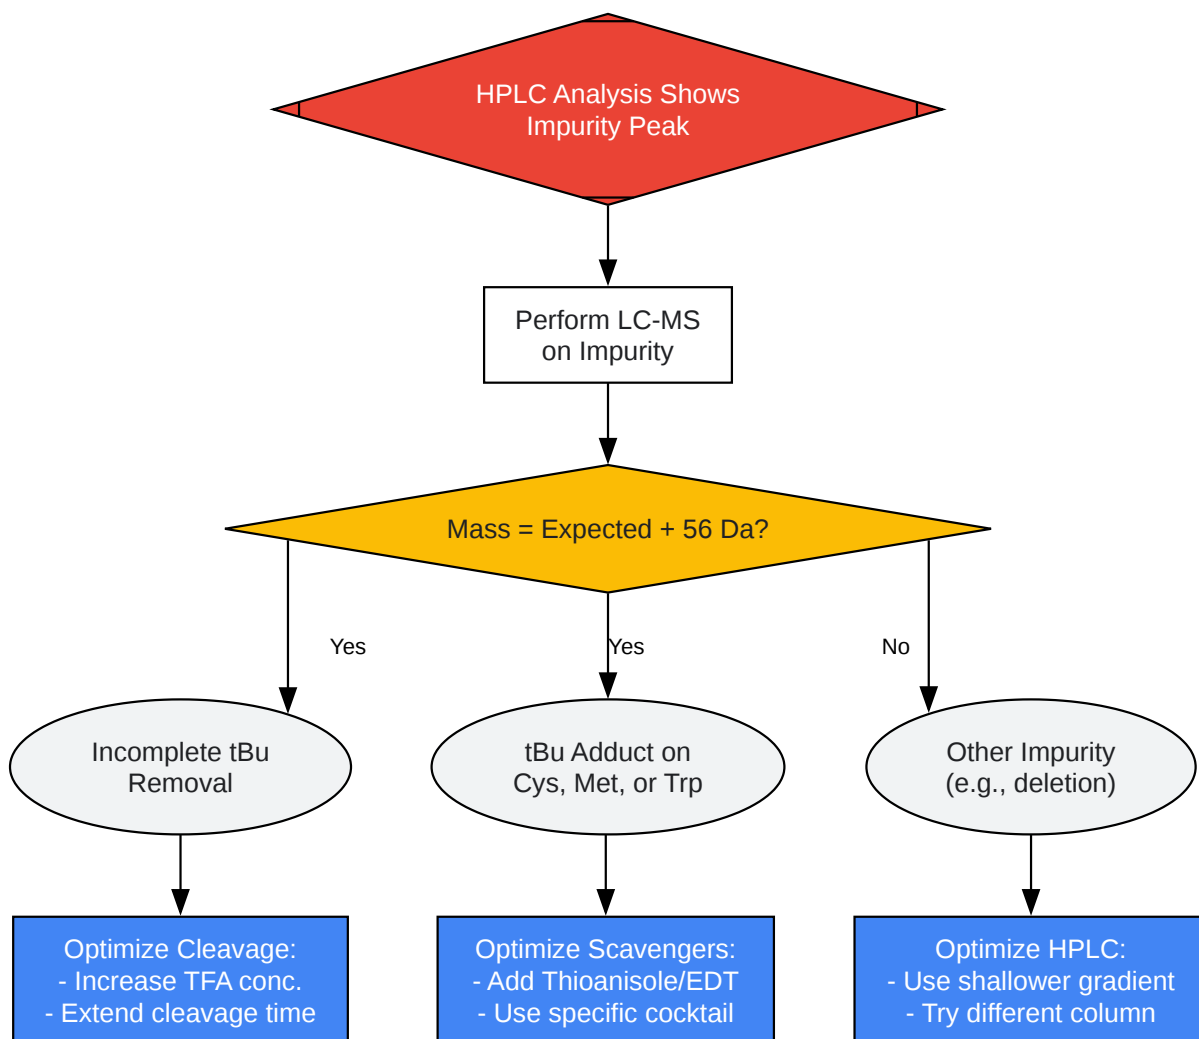 HPLC Analysis Shows
Impurity Peak
Perform LC-MS
on Impurity
Mass = Expected + 56 Da?
Yes
Yes
No
Incomplete tBu
Removal
tBu Adduct on
Cys, Met, or Trp
Other Impurity
(e.g., deletion)
Optimize Cleavage:
- Increase TFA conc.
- Extend cleavage time
Optimize Scavengers:
- Add Thioanisole/EDT
- Use specific cocktail
Optimize HPLC:
- Use shallower gradient
- Try different column